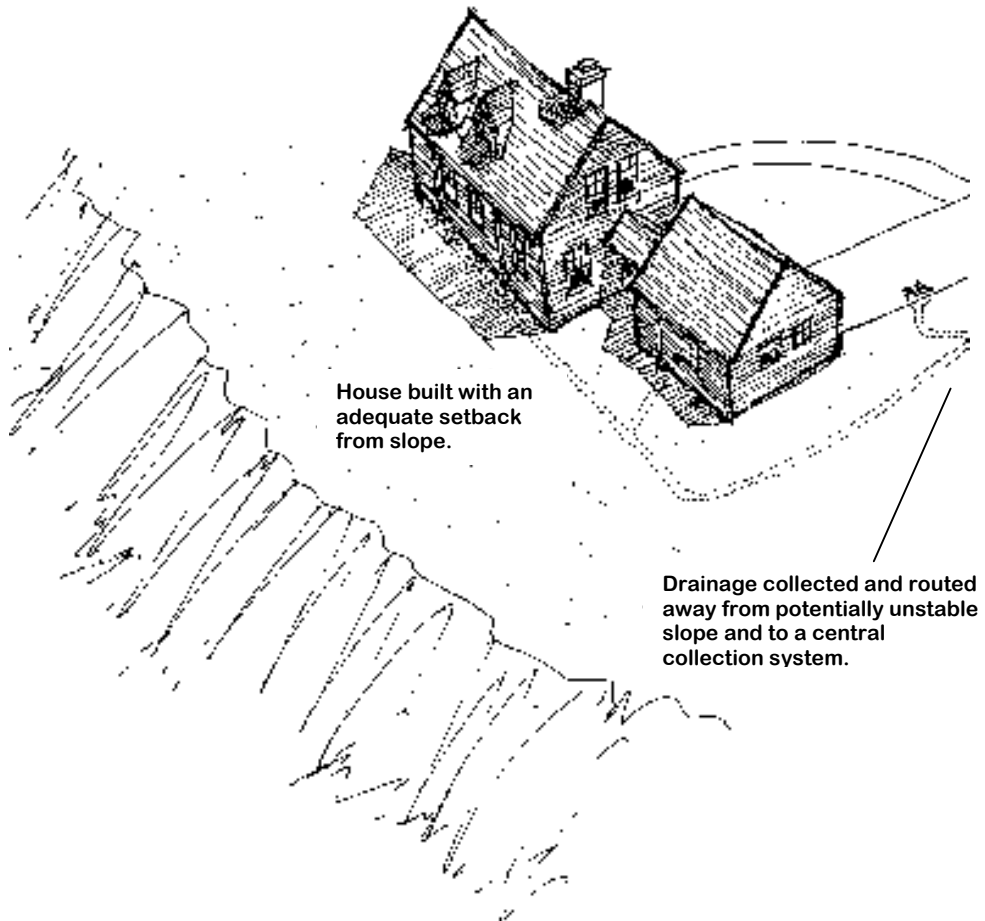 House built with an
adequate setback
from slope.
Drainage collected and routed
away from potentially unstable
slope and to a central
collection system.